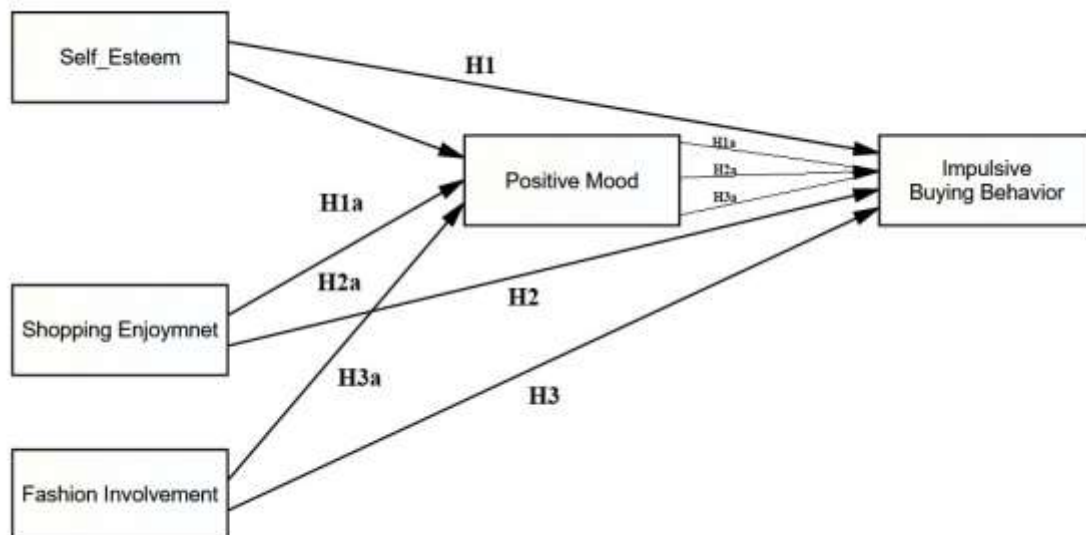 Self_Esteem
H1
Positive Mood
H1a
H2a
H3a
Impulsive
Buying Behavior
H1a
H2a
H2
Shopping Enjoymnet
H3a
H3
Fashion Involvement